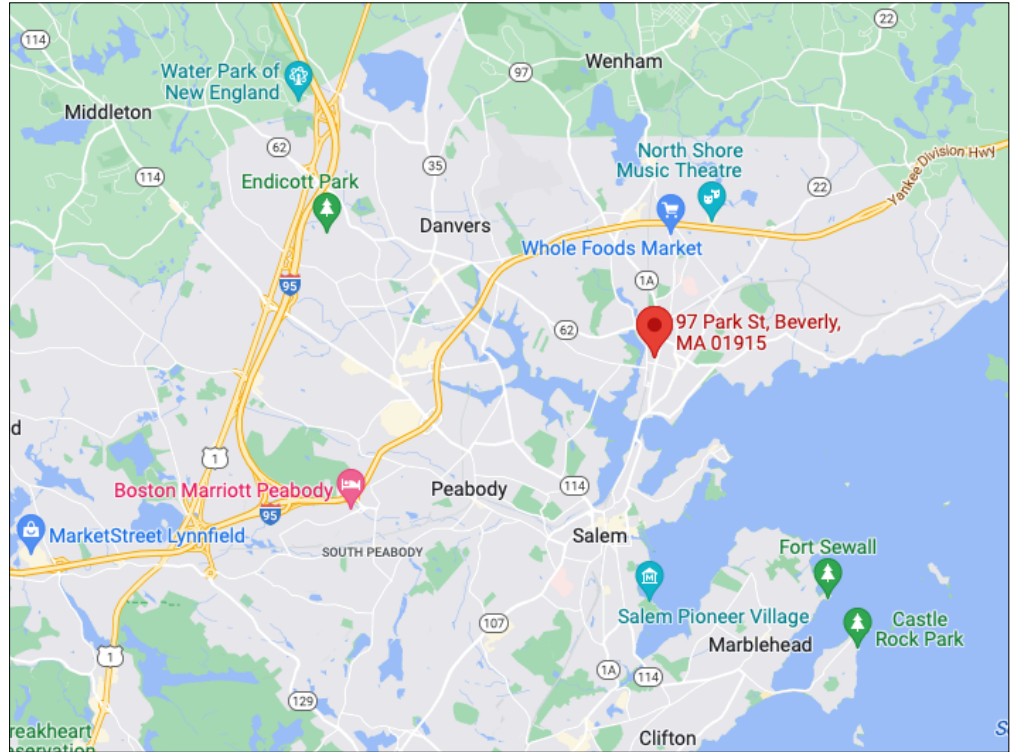 114
22
Wenham
97
Water Park of
New England
Middleton
62
35
North Shore
Music Theatre
114
Endicott Park
22
Yankee Division Hwy
Danvers
Whole Foods Market
1A
95
62
97 Park St, Beverly,
MA 01915
d
1
Boston Marriott Peabody
Peabody
114
95
MarketStreet Lynnfield
Salem
SOUTH PEABODY
Fort Sewall
Salem Pioneer Village
107
Castle
Rock Park
Marblehead
1
1A
114
129
reakheart
servation
Clifton
S